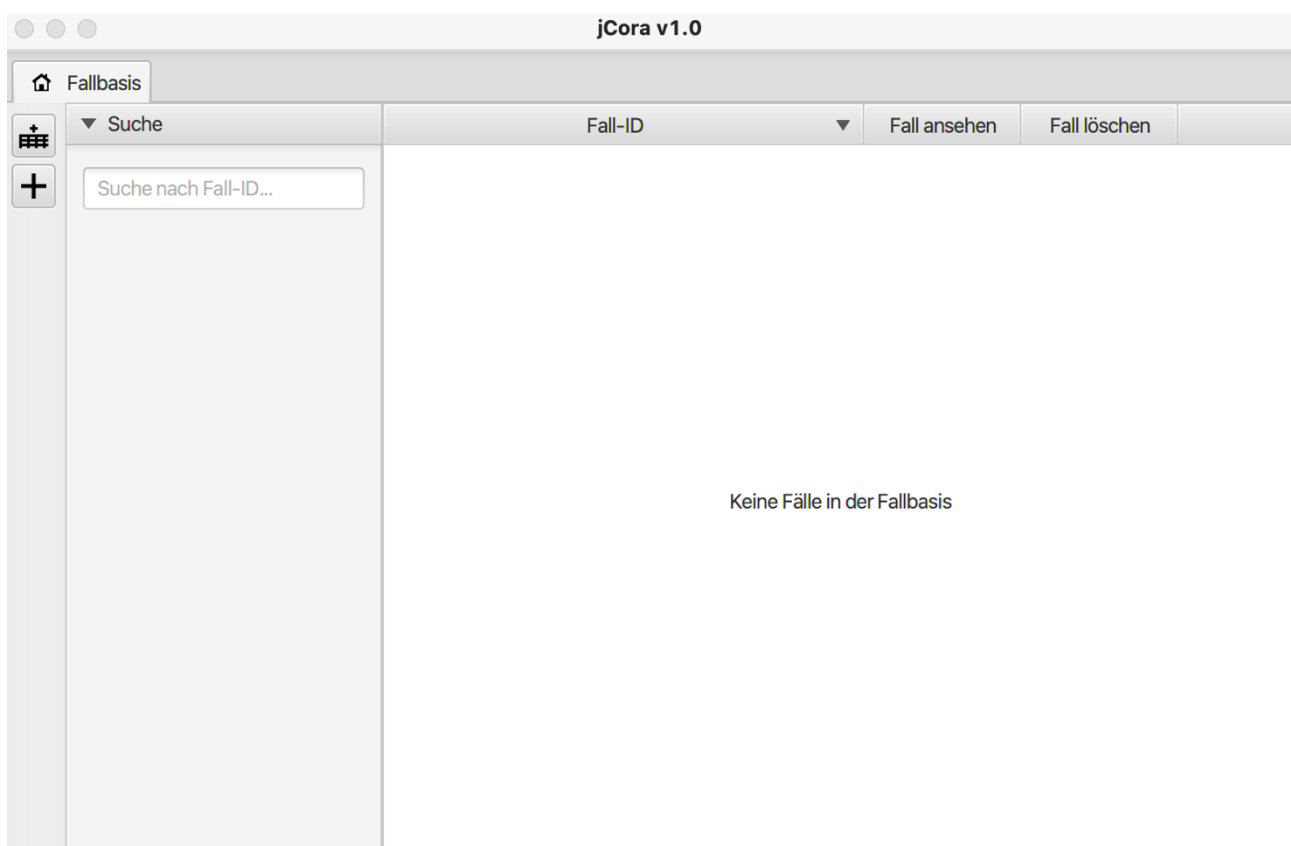 jCora v1.0
Fallbasis
Suche
Fall-ID
Fall ansehen
Fall löschen
Suche nach Fall-ID...
Keine Fälle in der Fallbasis